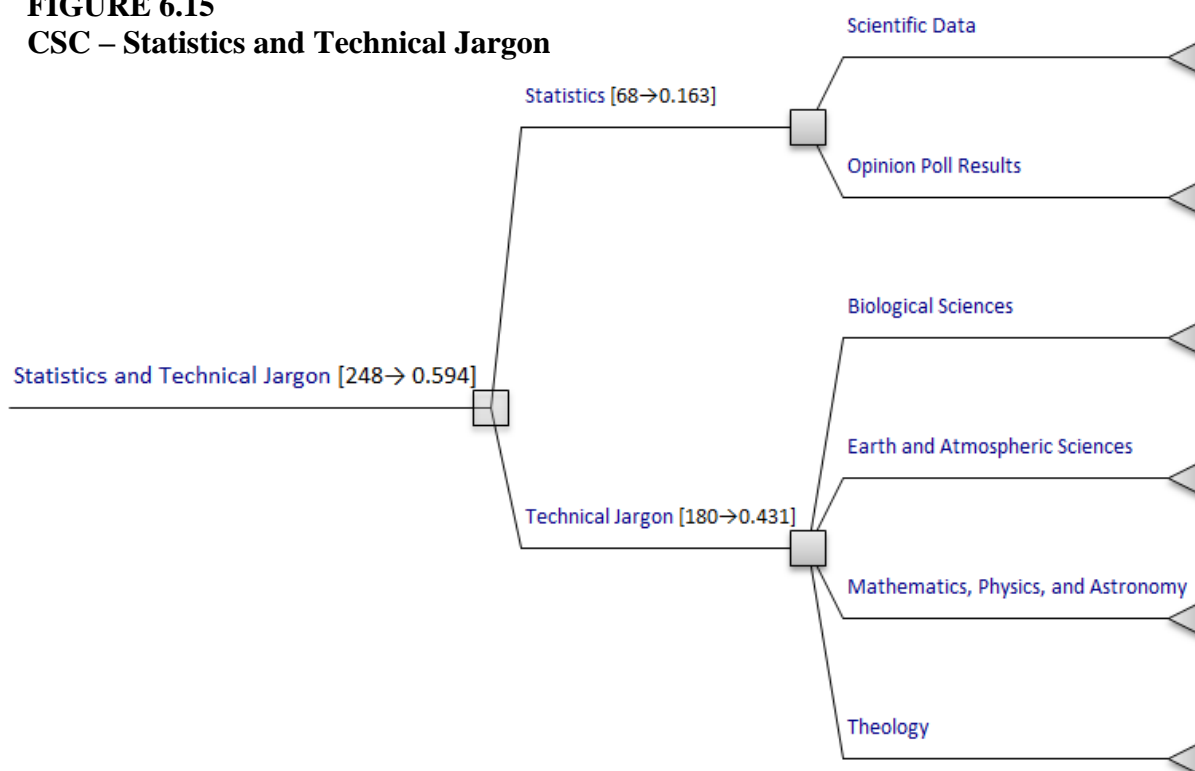 FIGURE 6.15
CSC – Statistics and Technical Jargon
Scientific Data
Statistics [68→0.163]
Opinion Poll Results
Biological Sciences
Statistics and Technical Jargon [248→ 0.594]
Earth and Atmospheric Sciences
Technical Jargon [180→0.431]
Mathematics, Physics, and Astronomy
Theology